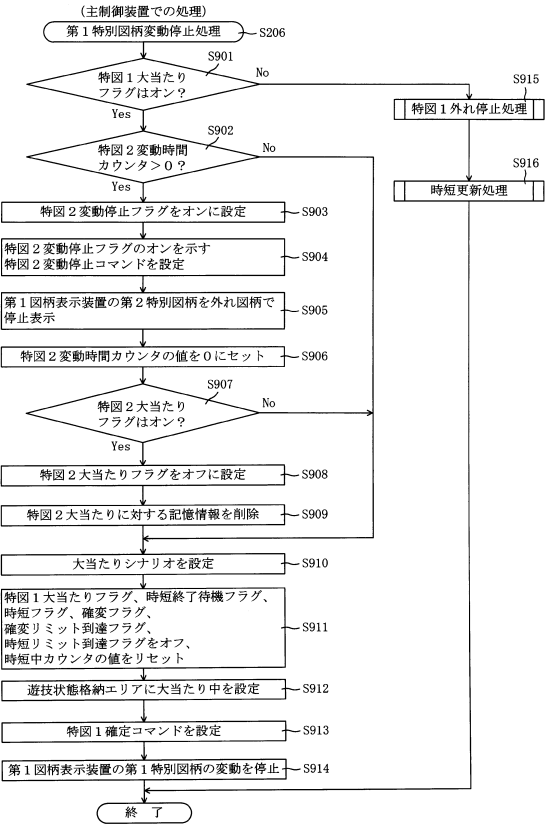 (主制御装置での処理)
第1特別図柄変動停止処理
S206
特図1大当たり
フラグはオン?
S901
No
Yes
特図1外れ停止処理
S915
時短更新処理
S916
特図2変動時間
カウンタ>0?
S902
No
Yes
特図2変動停止フラグをオンに設定
S903
特図2変動停止フラグのオンを示す
特図2変動停止コマンドを設定
S904
第1図柄表示装置の第2特別図柄を外れ図柄で
停止表示
S905
特図2変動時間カウンタの値を0にセット
S906
特図2大当たり
フラグはオン?
S907
No
Yes
特図2大当たりフラグをオフに設定
S908
特図2大当たりに対する記憶情報を削除
S909
大当たりシナリオを設定
S910
特図1大当たりフラグ、時短終了待機フラグ、
時短フラグ、確変フラグ、
確変リミット到達フラグ、
時短リミット到達フラグをオフ、
時短中カウンタの値をリセット
S911
遊技状態格納エリアに大当たり中を設定
S912
特図1確定コマンドを設定
S913
第1図柄表示装置の第1特別図柄の変動を停止
S914
終 了